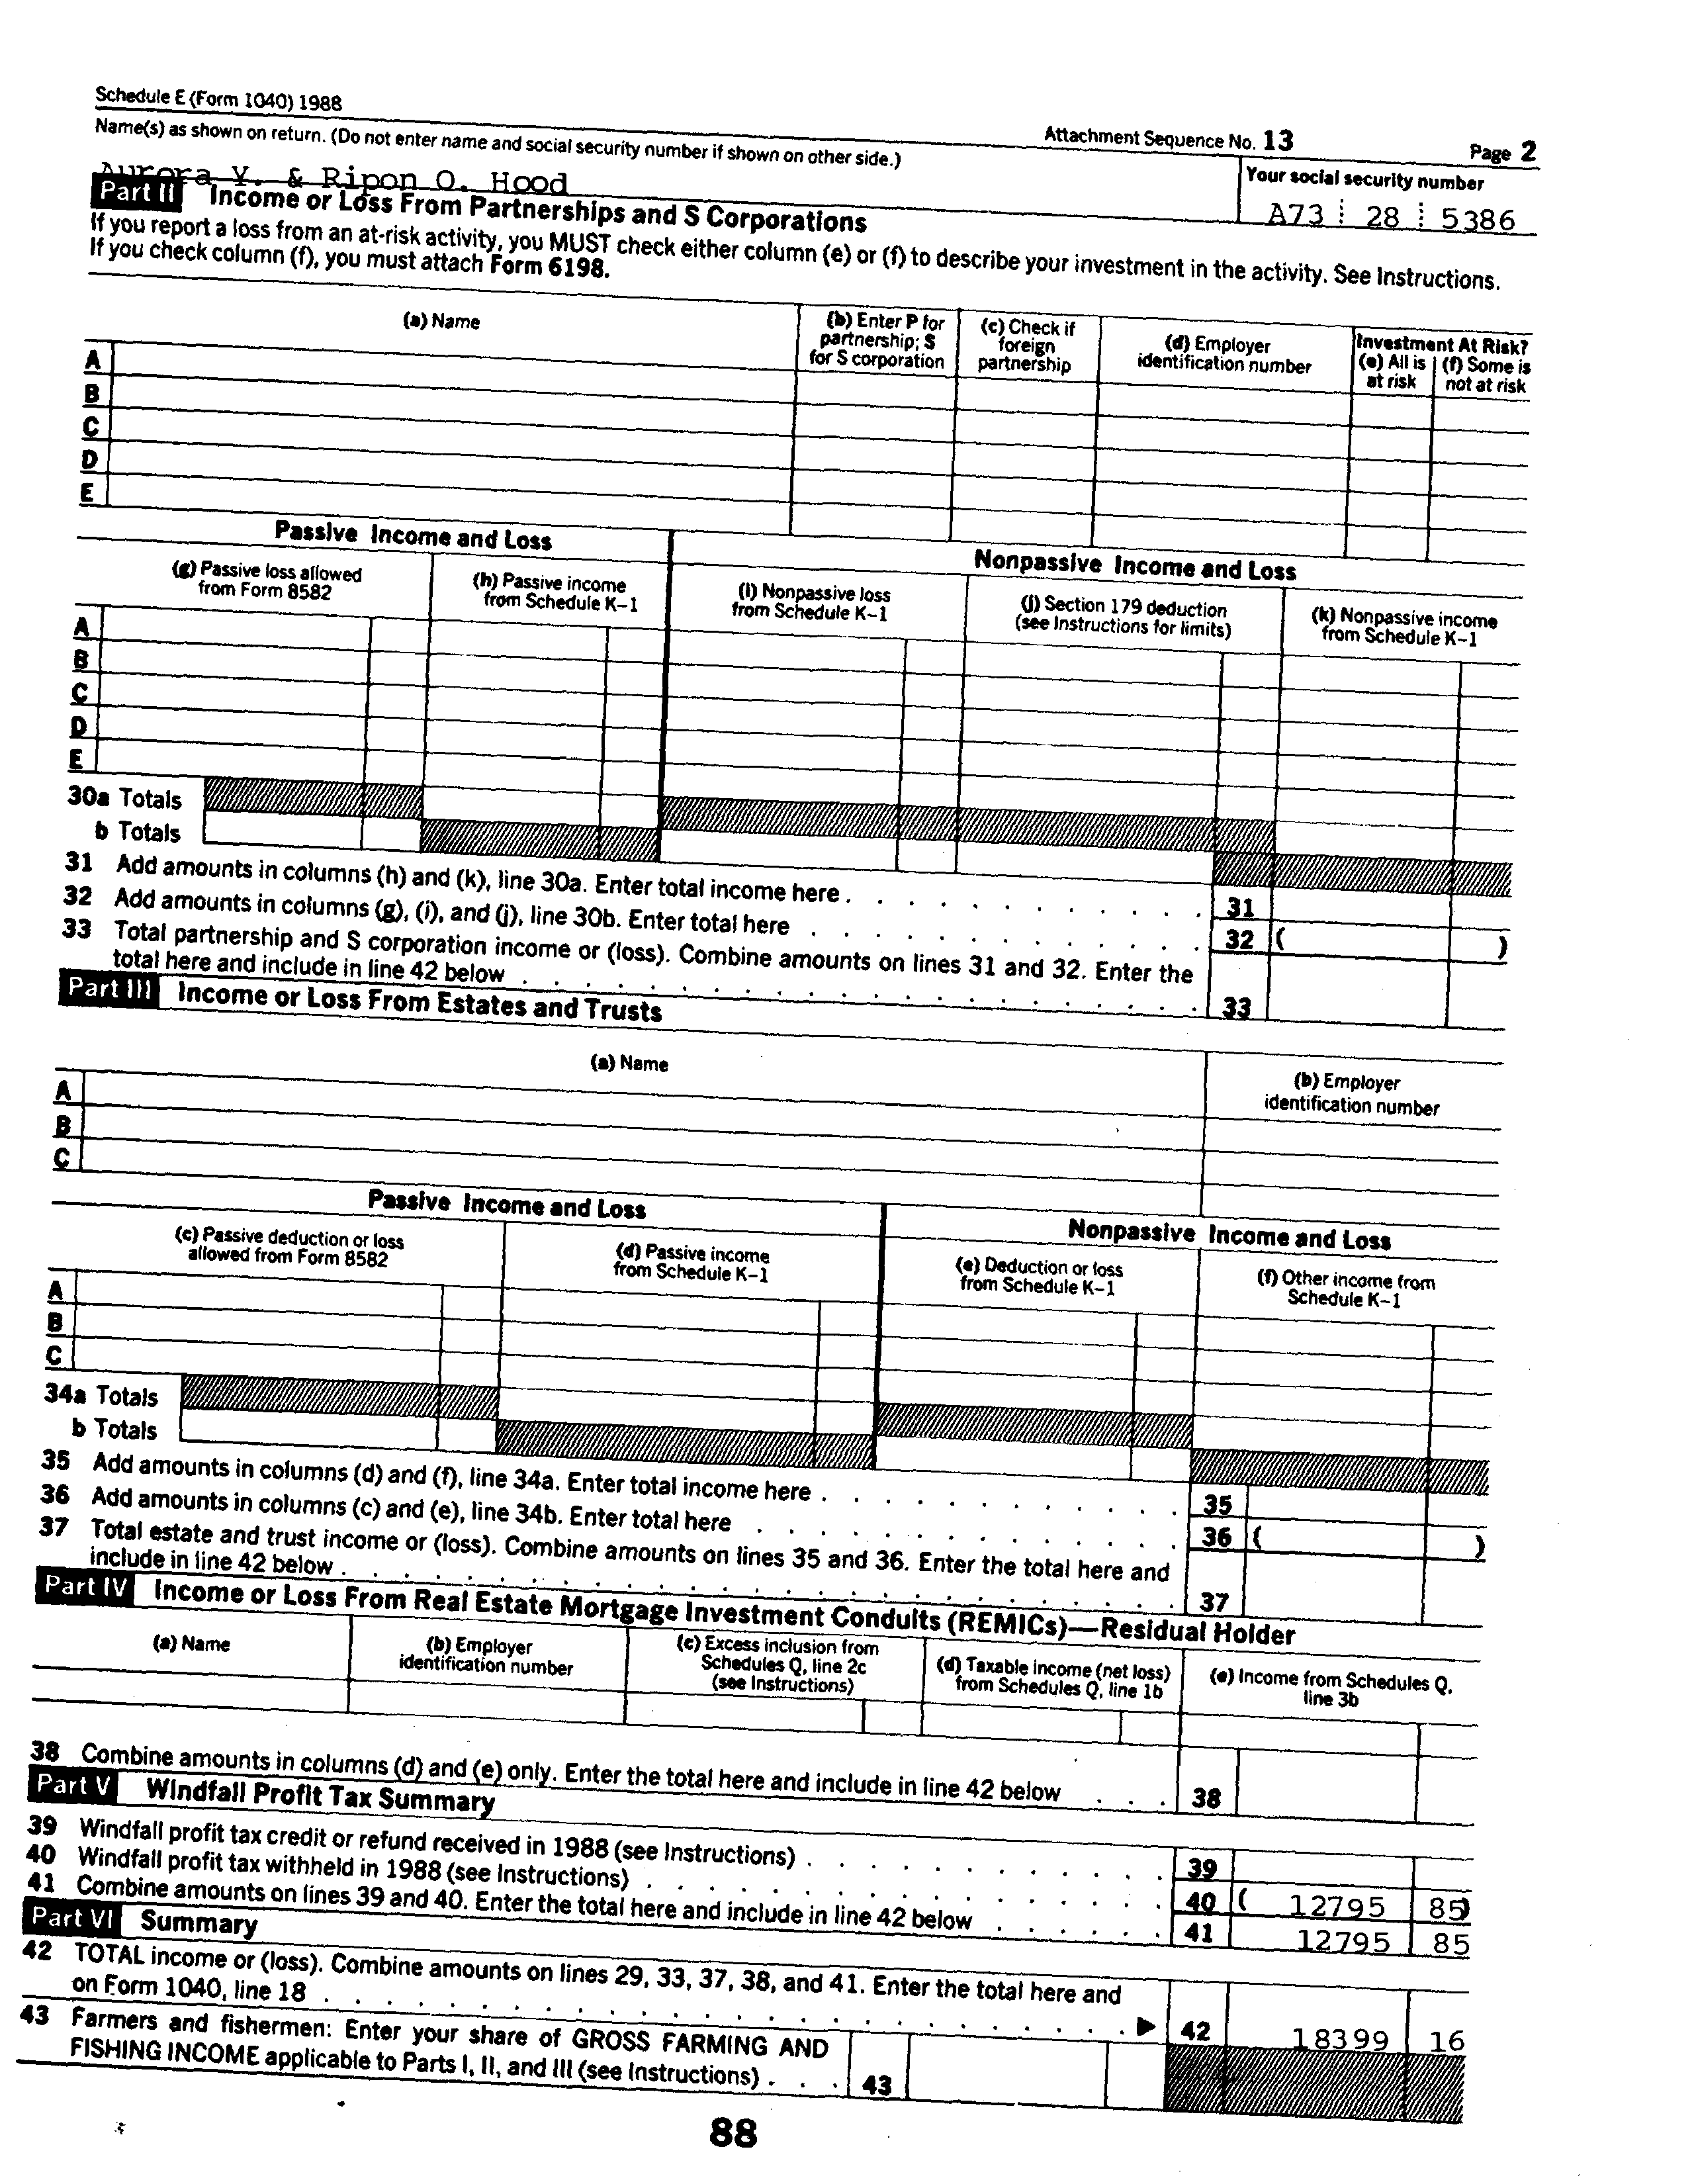 Schedule E (Form 1040) 1988
Attachment Sequence No. 13
Page 2
Name(s) as shown on return. (Do not enter name and social security number if shown on other side.)
Your social security number
Aurora V. & Ripon O. Hood
A73 28 5386
Part II Income or Loss From Partnerships and S Corporations
If you report a loss from an at-risk activity, you MUST check either column (e) or (f) to describe your investment in the activity. See Instructions.
If you check column (f), you must attach Form 6198.
(a) Name
(b) Enter P for
partnership; S
for S corporation
(c) Check if
foreign
partnership
(d) Employer
identification number
Investment At Risk?
(e) All is
at risk
(f) Some is
not at risk
A
B
C
D
E
Passive Income and Loss
Nonpassive Income and Loss
(g) Passive loss allowed
from Form 8582
(h) Passive income
from Schedule K–1
(i) Nonpassive loss
from Schedule K–1
(j) Section 179 deduction
(see Instructions for limits)
(k) Nonpassive income
from Schedule K–1
A
B
C
D
E
30a Totals
b Totals
31 Add amounts in columns (h) and (k), line 30a. Enter total income here . . . . . . . . . . . . 31
32 Add amounts in columns (g), (i), and (j), line 30b. Enter total here . . . . . . . . . . . . . 32 ( )
33 Total partnership and S corporation income or (loss). Combine amounts on lines 31 and 32. Enter the
total here and include in line 42 below . . . . . . . . . . . . . . . . . . . . . . 33
Part III Income or Loss From Estates and Trusts
(a) Name
(b) Employer
identification number
A
B
C
Passive Income and Loss
Nonpassive Income and Loss
(c) Passive deduction or loss
allowed from Form 8582
(d) Passive income
from Schedule K–1
(e) Deduction or loss
from Schedule K–1
(f) Other income from
Schedule K–1
A
B
C
34a Totals
b Totals
35 Add amounts in columns (d) and (f), line 34a. Enter total income here . . . . . . . . . . . . 35
36 Add amounts in columns (c) and (e), line 34b. Enter total here . . . . . . . . . . . . . . 36 ( )
37 Total estate and trust income or (loss). Combine amounts on lines 35 and 36. Enter the total here and
include in line 42 below . . . . . . . . . . . . . . . . . . . . . . . . . . . 37
Part IV Income or Loss From Real Estate Mortgage Investment Conduits (REMICs)—Residual Holder
(a) Name
(b) Employer
identification number
(c) Excess inclusion from
Schedules Q, line 2c
(see Instructions)
(d) Taxable income (net loss)
from Schedules Q, line 1b
(e) Income from Schedules Q,
line 3b
38 Combine amounts in columns (d) and (e) only. Enter the total here and include in line 42 below . . . 38
Part V Windfall Profit Tax Summary
39 Windfall profit tax credit or refund received in 1988 (see Instructions) . . . . . . . . . . . . 39
40 Windfall profit tax withheld in 1988 (see Instructions) . . . . . . . . . . . . . . . . . 40 ( 12795 85)
41 Combine amounts on lines 39 and 40. Enter the total here and include in line 42 below . . . . . . 41 12795 85
Part VI Summary
42 TOTAL income or (loss). Combine amounts on lines 29, 33, 37, 38, and 41. Enter the total here and
on Form 1040, line 18 . . . . . . . . . . . . . . . . . . . . . . . . . . ▶ 42 18399 16
43 Farmers and fishermen: Enter your share of GROSS FARMING AND
FISHING INCOME applicable to Parts I, II, and III (see Instructions) . . . 43
88